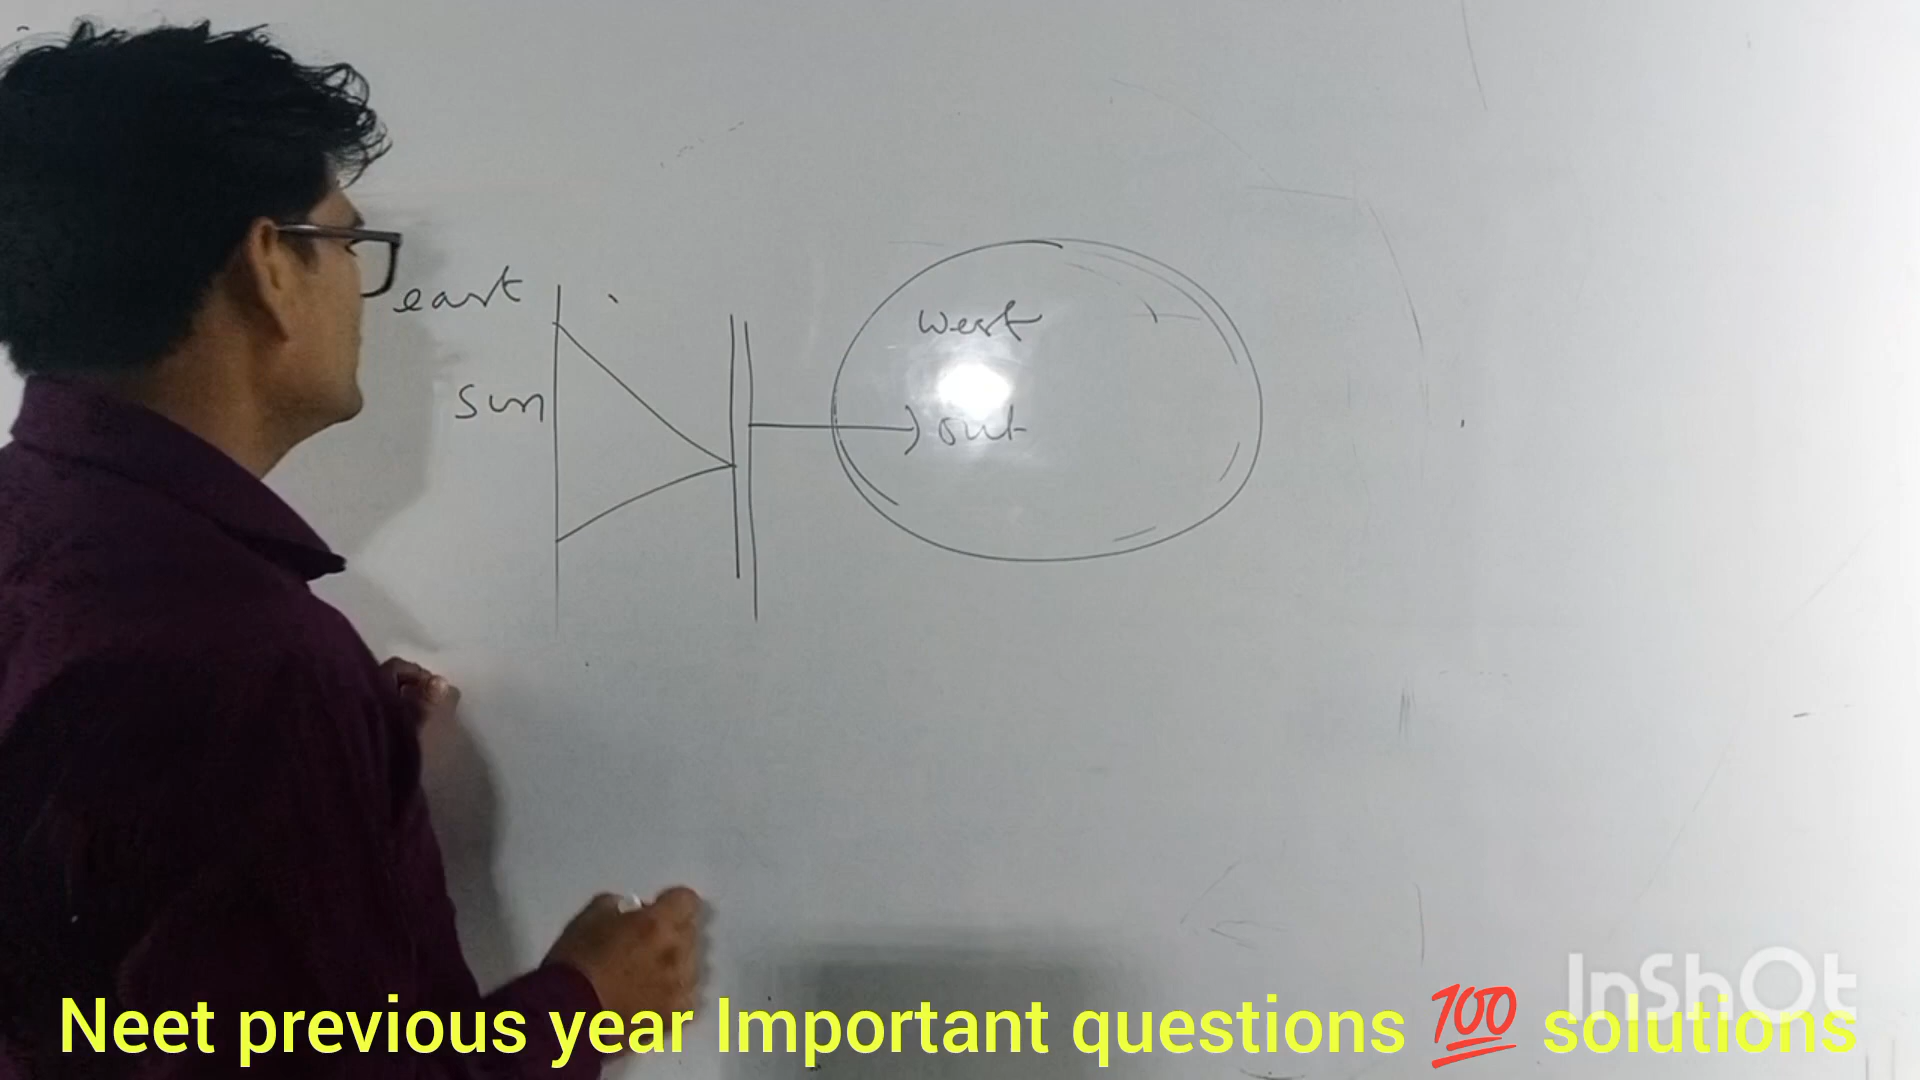 east
west
sun
out
InShOt
Neet previous year Important questions 💯 solutions